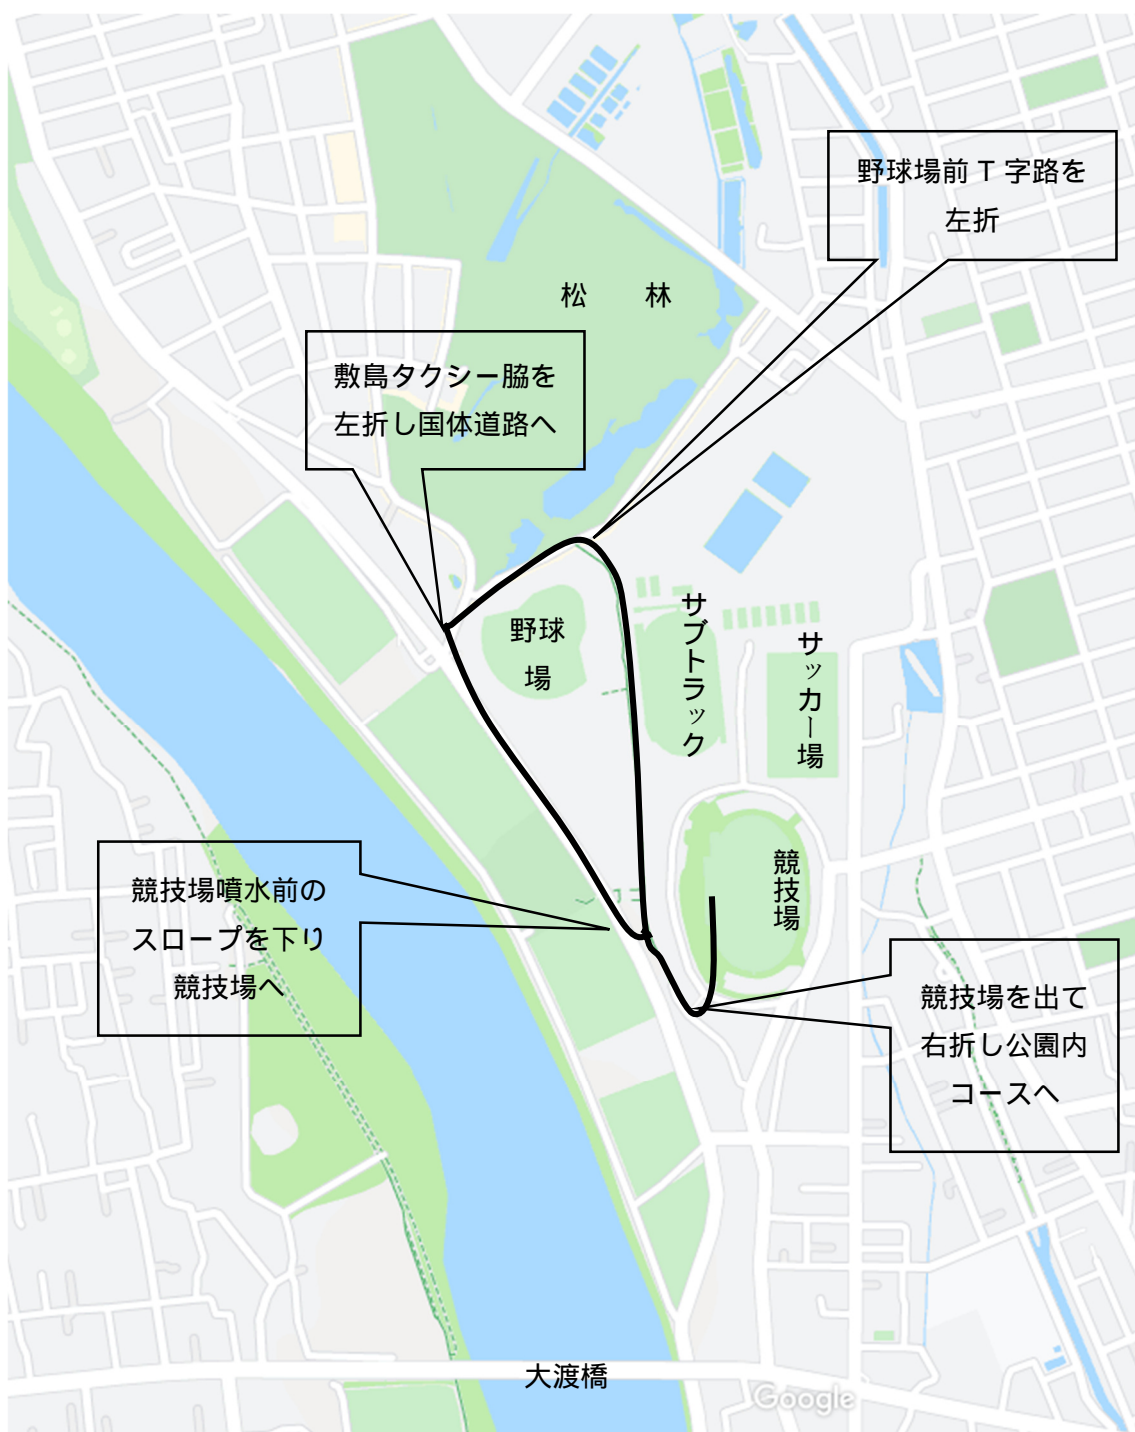 野球場前 T 字路を
左折
松 林
敷島タクシー脇を
左折し国体道路へ
野球
場
サブトラック
サッカー場
競技場
競技場噴水前の
スロープを下り
競技場へ
競技場を出て
右折し公園内
コースへ
大渡橋
Google